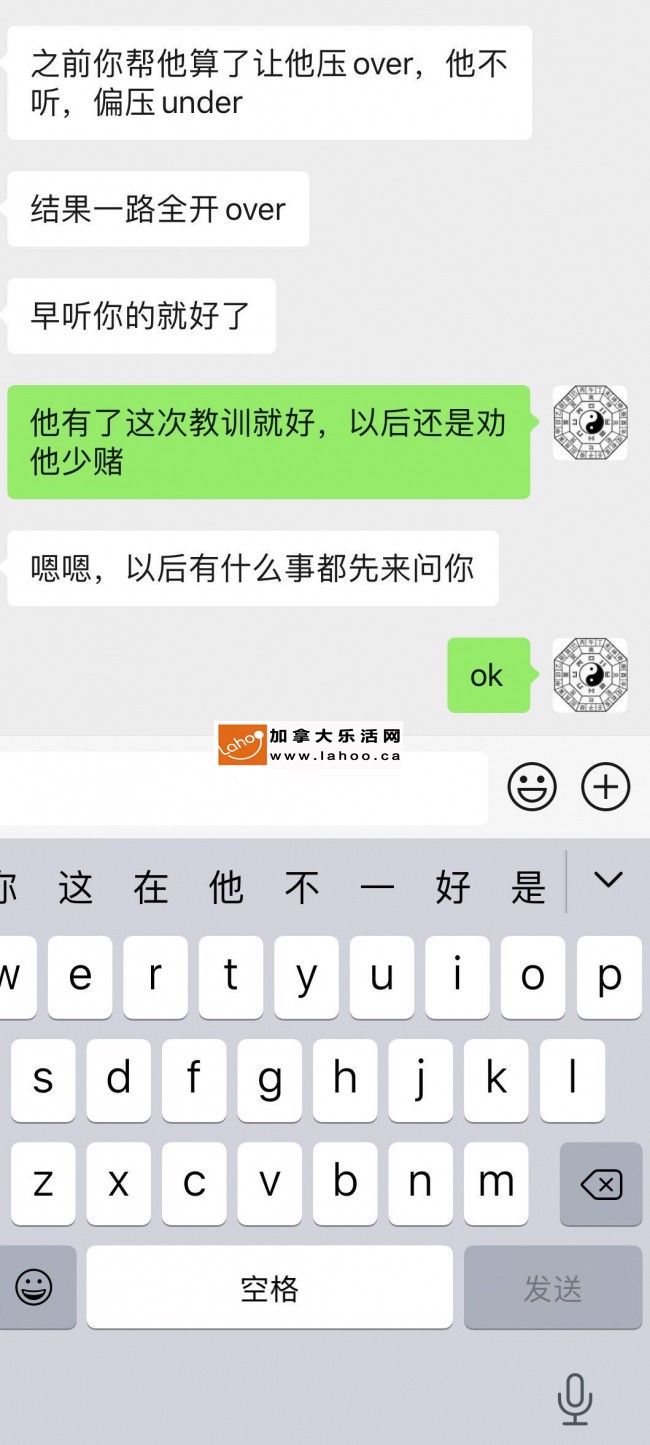 之前你帮他算了让他压over，他不
听，偏压under
结果一路全开over
早听你的就好了
他有了这次教训就好，以后还是劝
他少赌
嗯嗯，以后有什么事都先来问你
ok
Lahoo 加拿大乐活网
www.lahoo.ca
你 这 在 他 不 一 好 是
w e r t y u i o p
s d f g h j k l
z x c v b n m
空格 发送